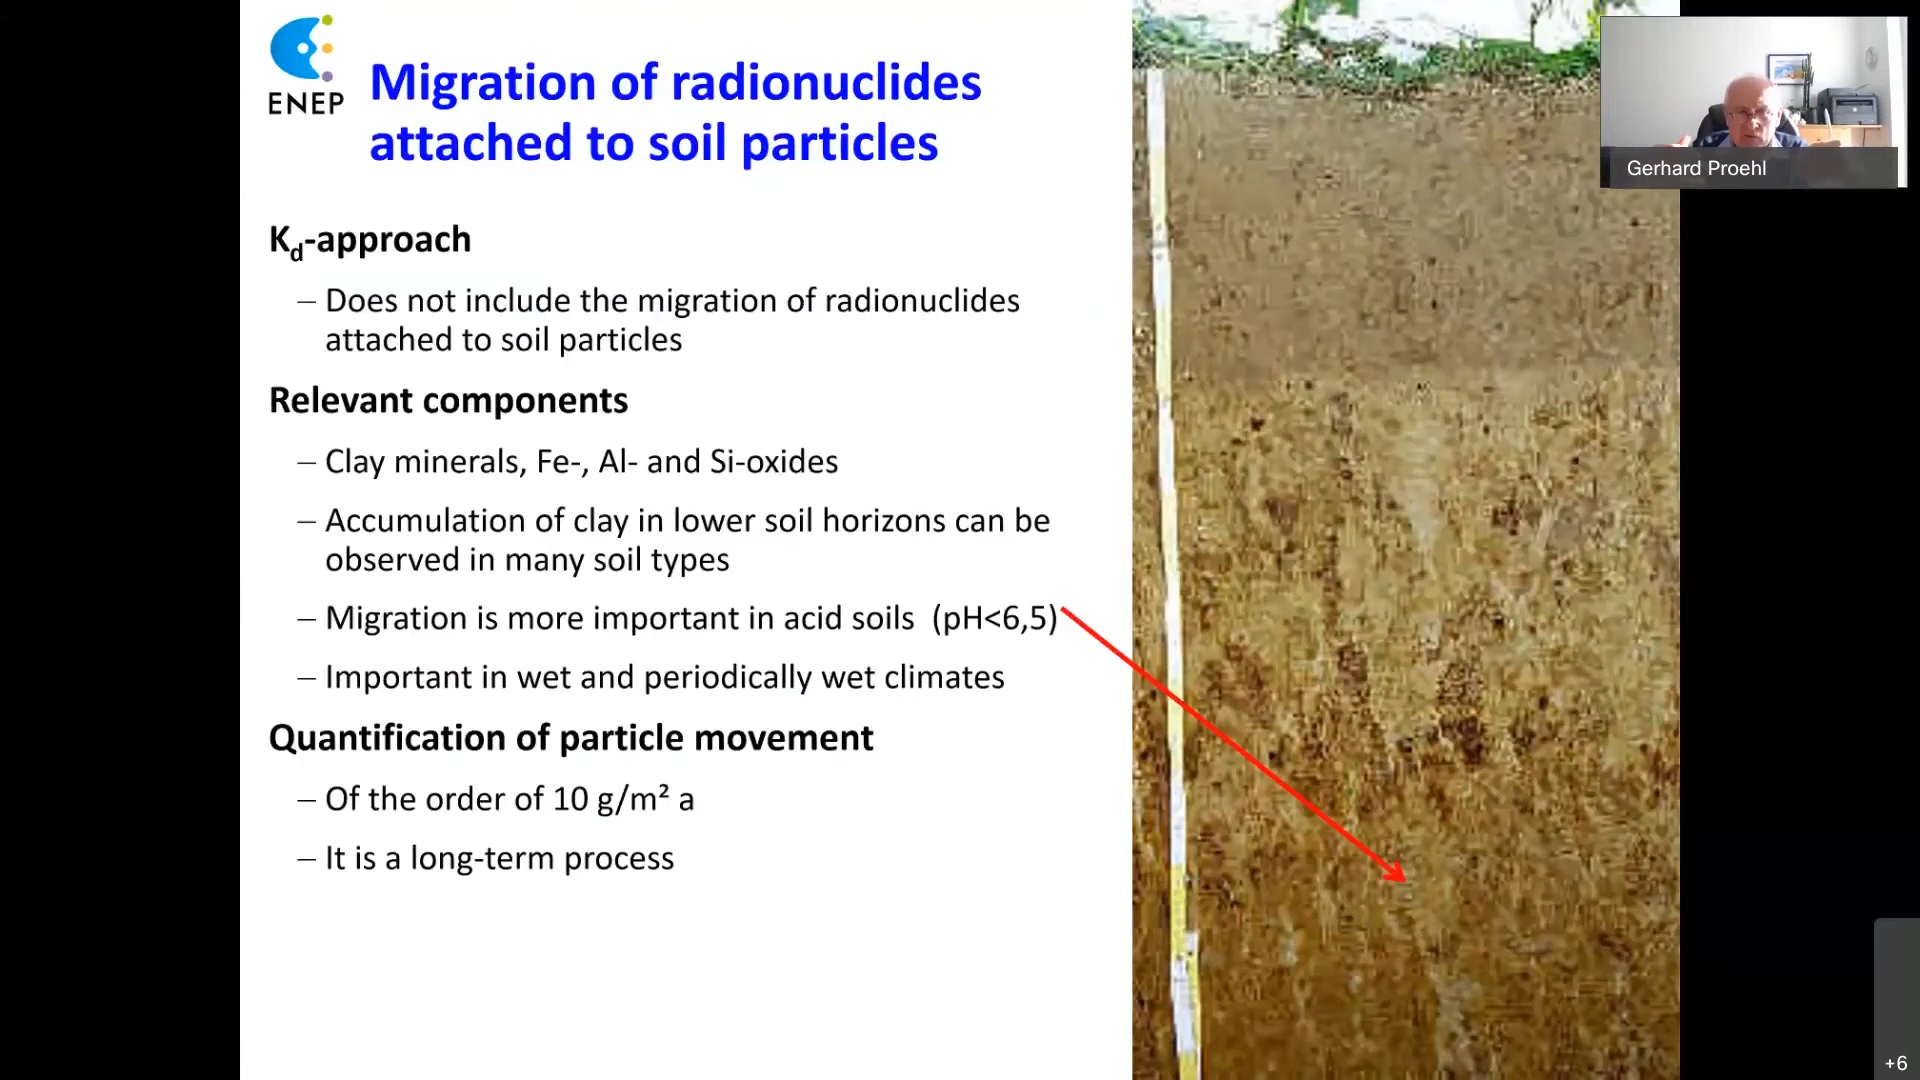 ENEP
Migration of radionuclides
attached to soil particles
Kd-approach
– Does not include the migration of radionuclides
attached to soil particles
Relevant components
– Clay minerals, Fe-, Al- and Si-oxides
– Accumulation of clay in lower soil horizons can be
observed in many soil types
– Migration is more important in acid soils (pH<6,5)
– Important in wet and periodically wet climates
Quantification of particle movement
– Of the order of 10 g/m² a
– It is a long-term process
Gerhard Proehl
+6